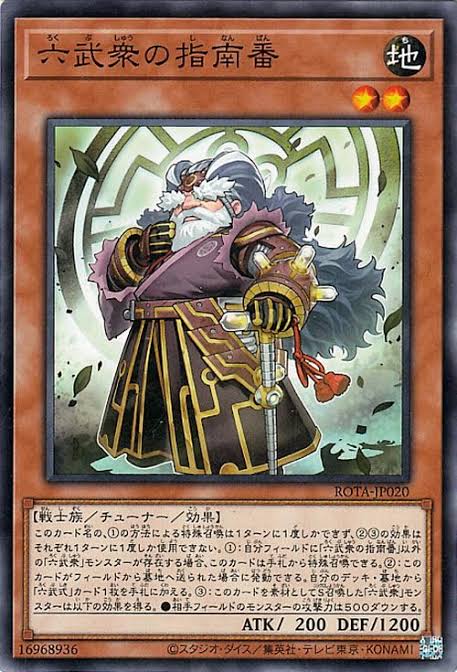 六武衆の指南番
地
ROTA-JP020
【戦士族/チューナー/効果】
このカード名の、①の方法による特殊召喚は1ターンに1度しかできず、②③の効果は
それぞれ1ターンに1度しか使用できない。①:自分フィールドに「六武衆の指南番」以外
の「六武衆」モンスターが存在する場合、このカードは手札から特殊召喚できる。②:この
カードがフィールドから墓地へ送られた場合に発動できる。自分のデッキ・墓地から
「六武式」カード1枚を手札に加える。③:このカードを素材としてS召喚した「六武衆」モ
ンスターは以下の効果を得る。●相手フィールドのモンスターの攻撃力は500ダウンする。
ATK/ 200 DEF/1200
16968936
©スタジオ・ダイス/集英社・テレビ東京・KONAMI